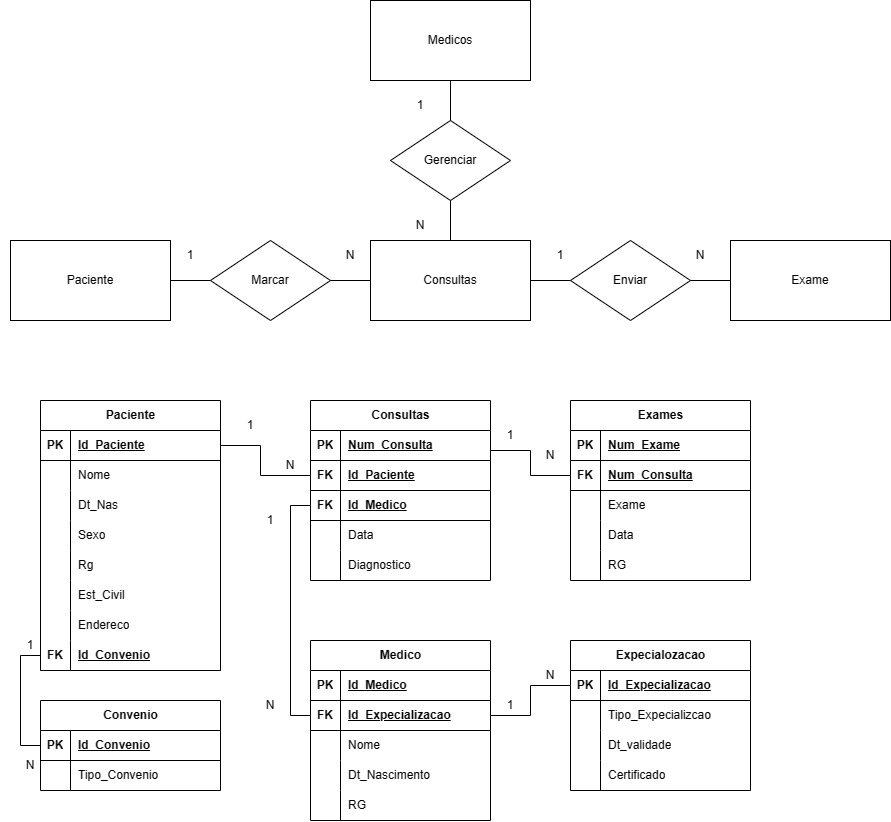 Medicos
1
Gerenciar
N
Paciente
1
Marcar
N
Consultas
1
Enviar
N
Exame
Paciente
PK Id_Paciente
Nome
Dt_Nas
Sexo
Rg
Est_Civil
Endereco
FK Id_Convenio
1
N
1
N
Consultas
PK Num_Consulta
FK Id_Paciente
FK Id_Medico
Data
Diagnostico
1
N
Exames
PK Num_Exame
FK Num_Consulta
Exame
Data
RG
Convenio
PK Id_Convenio
Tipo_Convenio
1
N
Medico
PK Id_Medico
FK Id_Expecializacao
Nome
Dt_Nascimento
RG
1
N
Expecialozacao
PK Id_Expecializacao
Tipo_Expecializcao
Dt_validade
Certificado